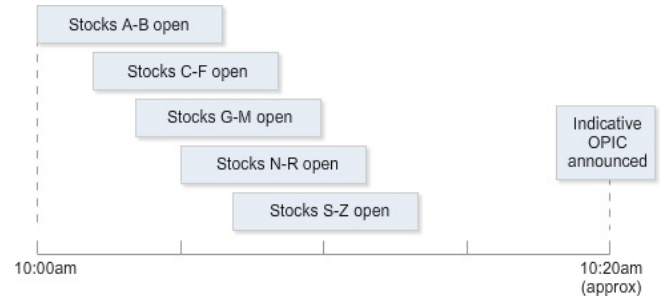 Stocks A-B open
Stocks C-F open
Stocks G-M open
Stocks N-R open
Stocks S-Z open
Indicative
OPIC
announced
10:00am
10:20am
(approx)